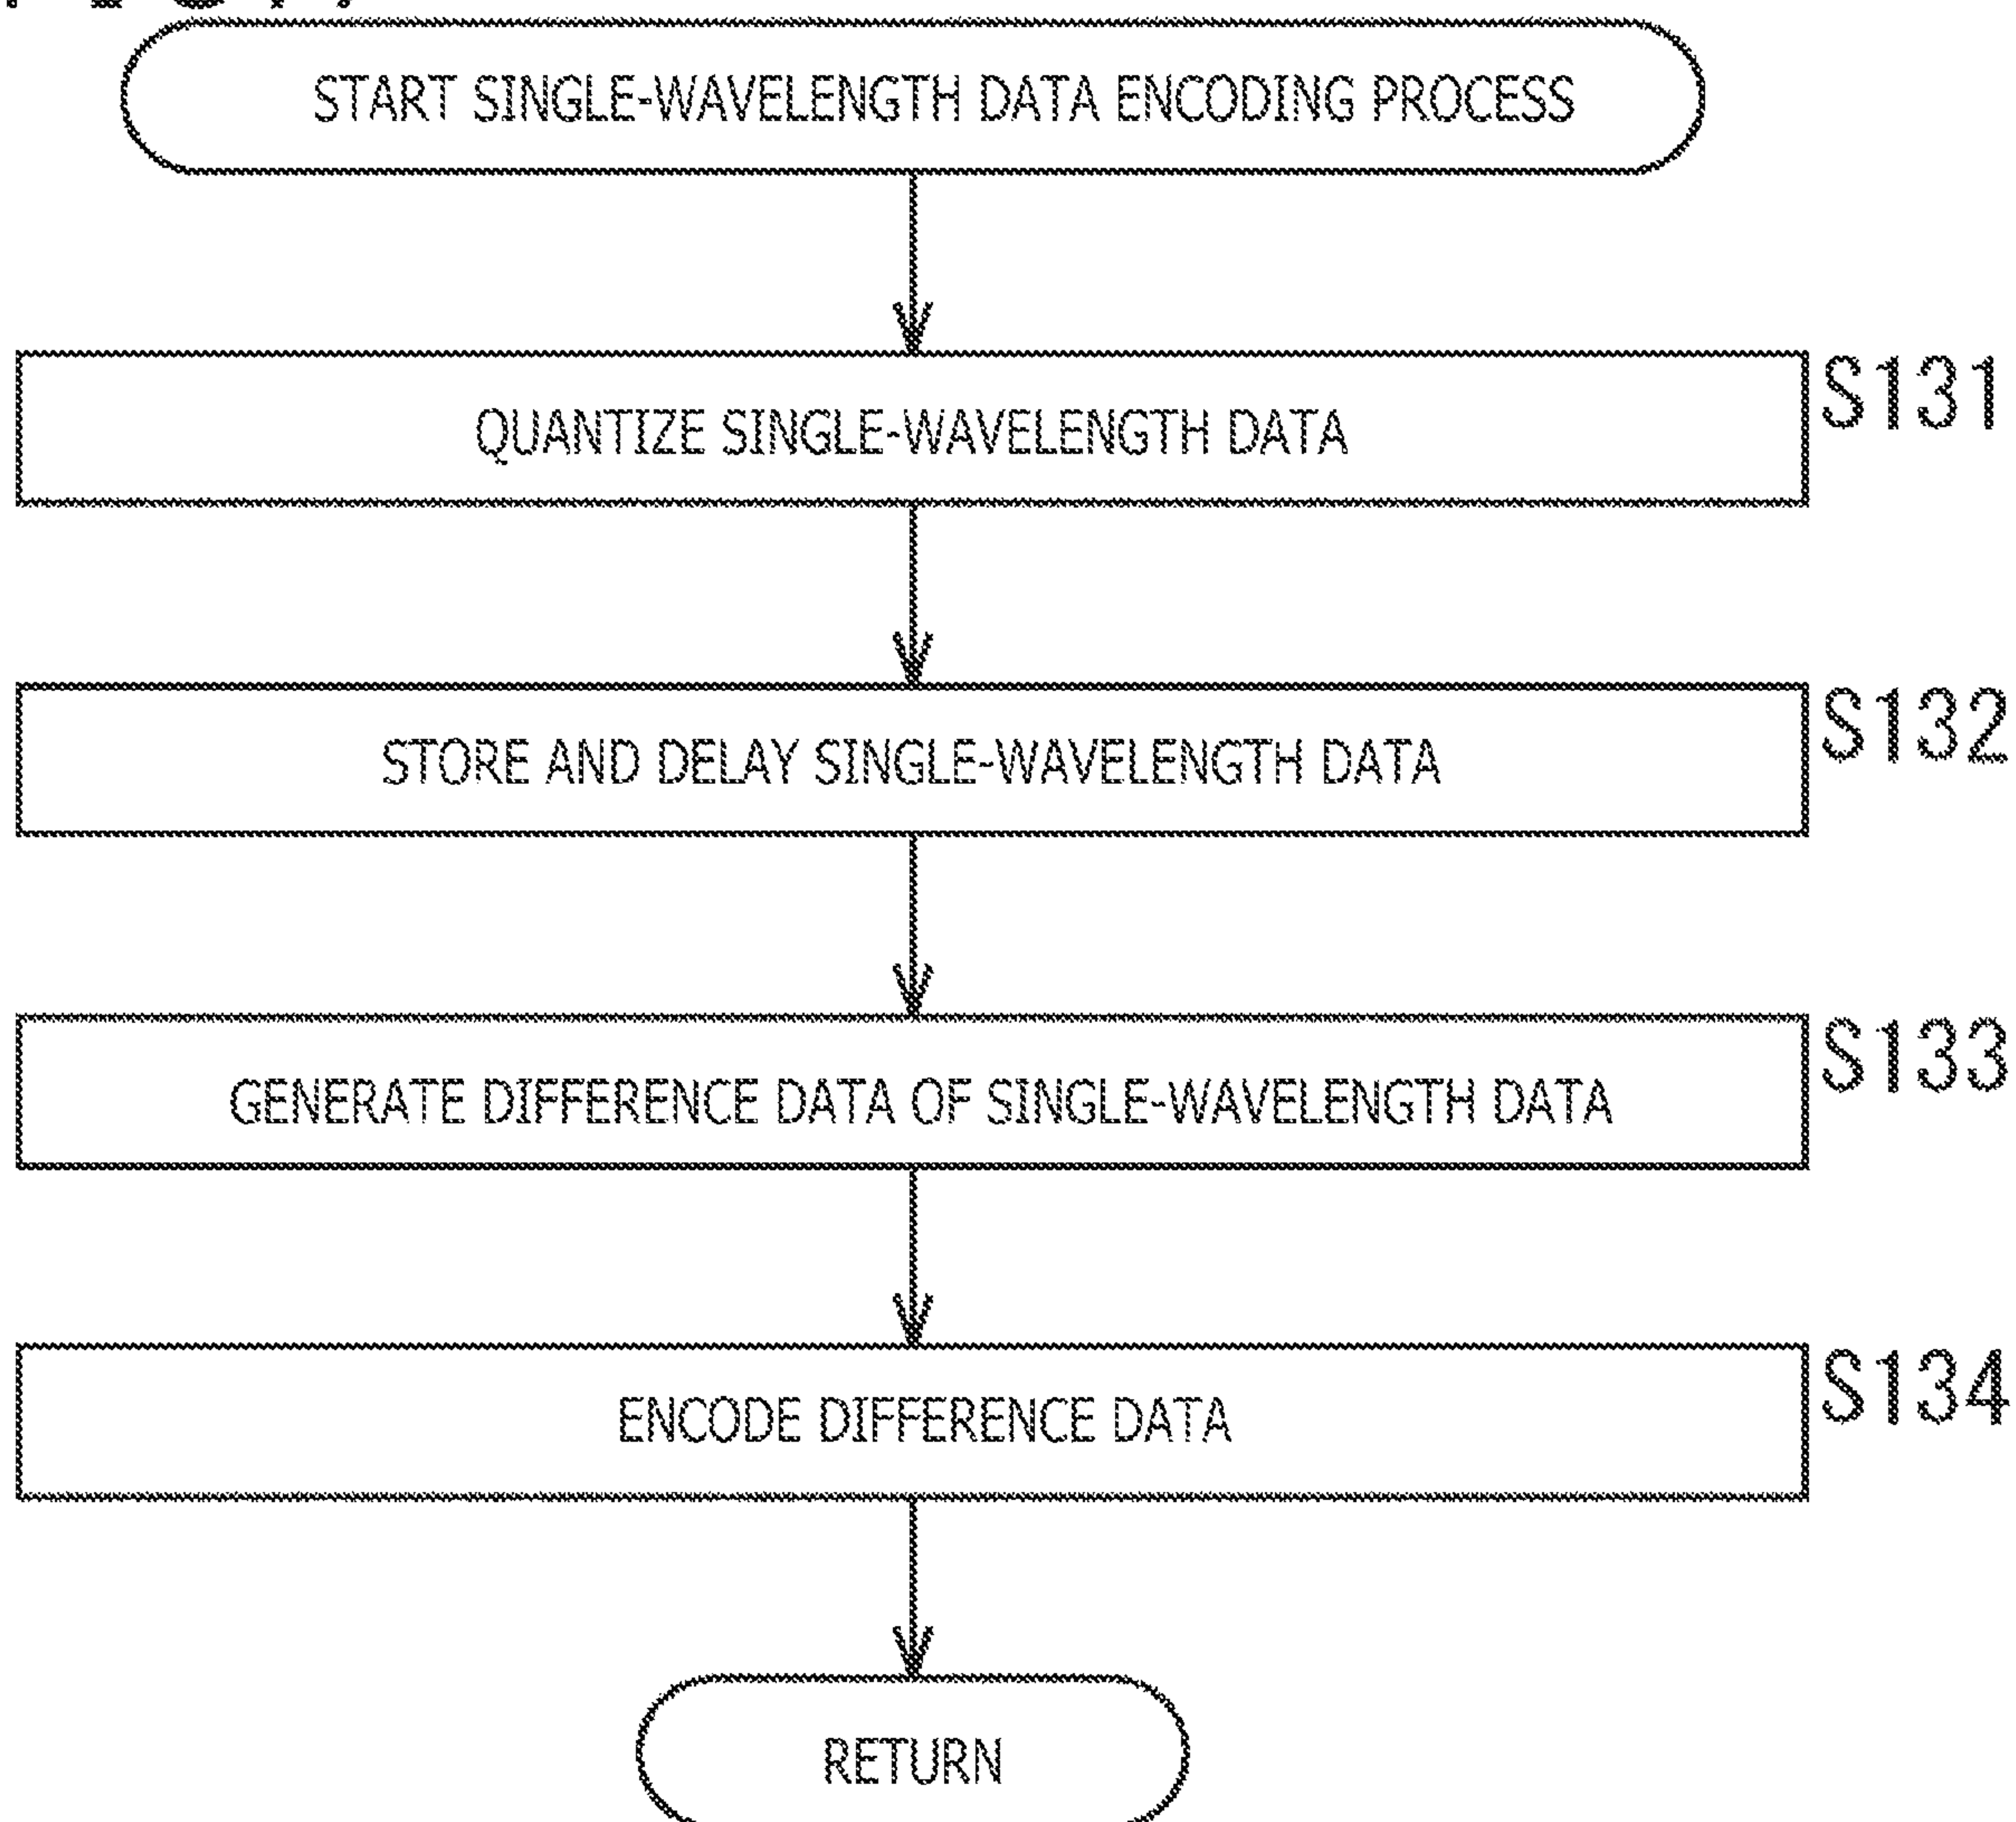 START SINGLE-WAVELENGTH DATA ENCODING PROCESS
QUANTIZE SINGLE-WAVELENGTH DATA
S131
STORE AND DELAY SINGLE-WAVELENGTH DATA
S132
GENERATE DIFFERENCE DATA OF SINGLE-WAVELENGTH DATA
S133
ENCODE DIFFERENCE DATA
S134
RETURN